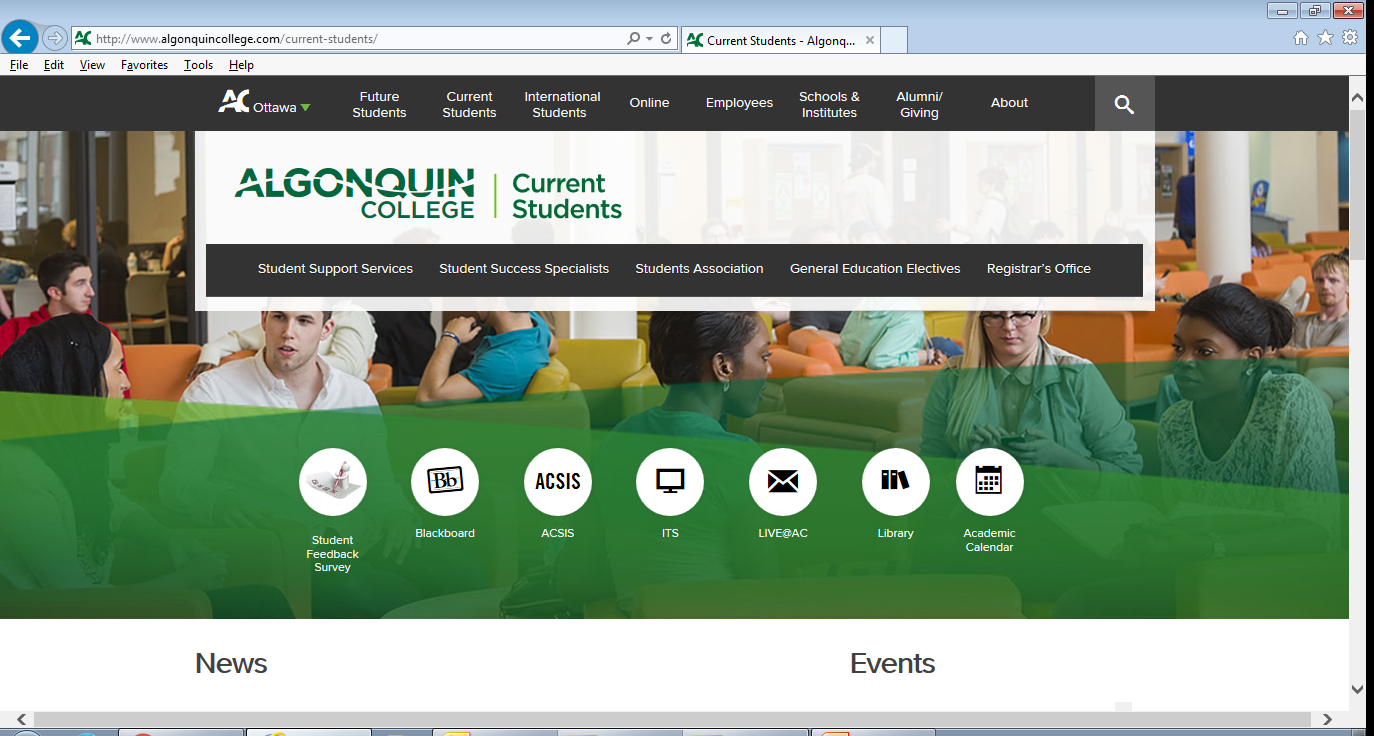 http://www.algonquincollege.com/current-students/
Current Students - Algonq...
File Edit View Favorites Tools Help
AC Ottawa
Future
Students
Current
Students
International
Students
Online
Employees
Schools &
Institutes
Alumni/
Giving
About
ALGONQUIN
COLLEGE
Current
Students
Student Support Services Student Success Specialists Students Association General Education Electives Registrar's Office
Bb
ACSIS
Student
Feedback
Survey
Blackboard
ACSIS
ITS
LIVE@AC
Library
Academic
Calendar
News
Events